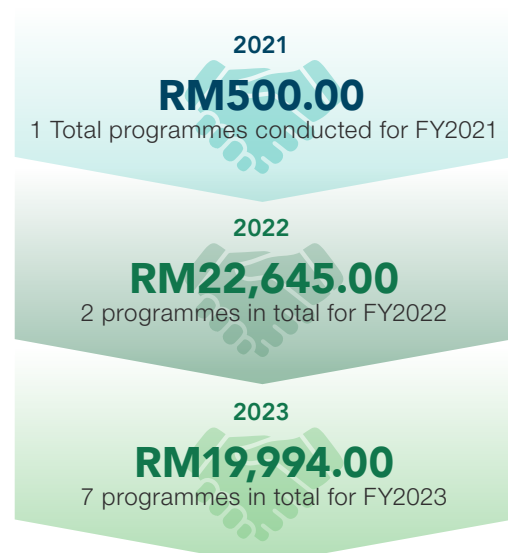 2021
RM500.00
1 Total programmes conducted for FY2021
2022
RM22,645.00
2 programmes in total for FY2022
2023
RM19,994.00
7 programmes in total for FY2023